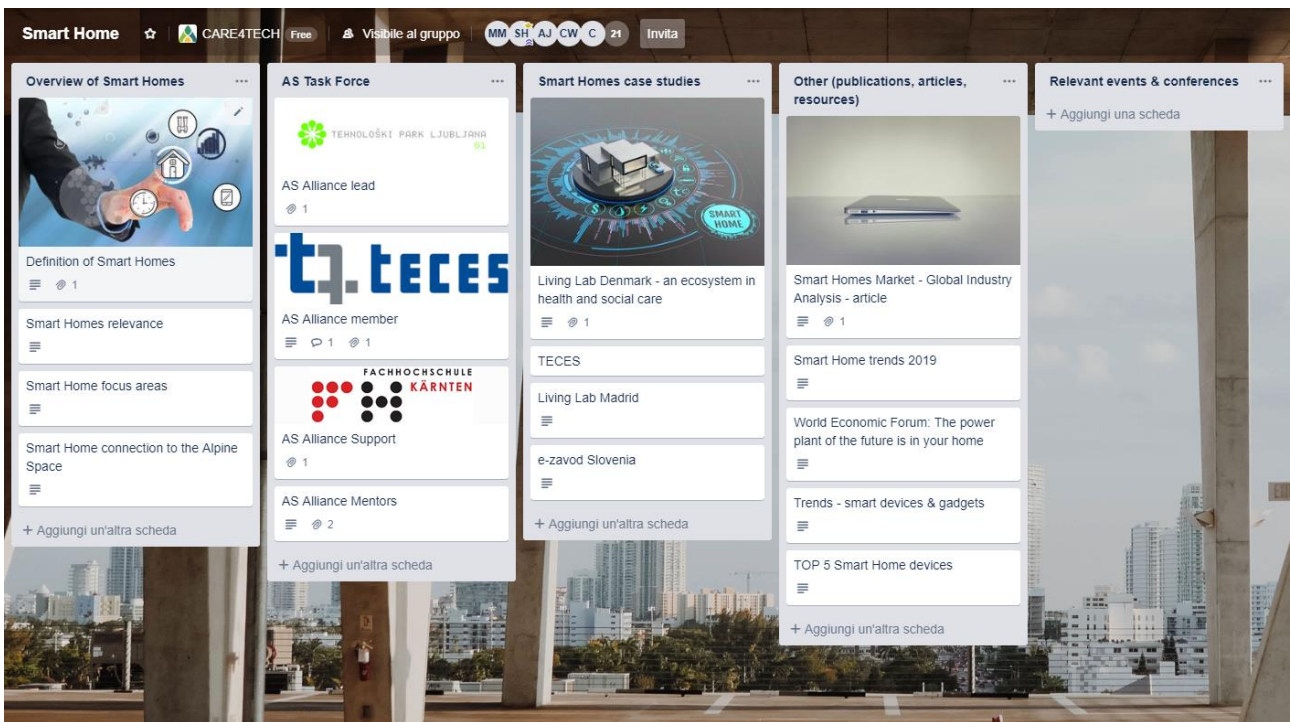 Smart Home
CARE4TECH Free
Visibile al gruppo
MM SH AJ CW C 21
Invita
Overview of Smart Homes
Definition of Smart Homes
1
Smart Homes relevance
Smart Home focus areas
Smart Home connection to the Alpine
Space
+ Aggiungi un'altra scheda
AS Task Force
TEHNOLOŠKI PARK LJUBLJANA
AS Alliance lead
1
teces
AS Alliance member
1 1
FACHHOCHSCHULE
KÄRNTEN
AS Alliance Support
1
AS Alliance Mentors
2
+ Aggiungi un'altra scheda
Smart Homes case studies
SMART
HOME
Living Lab Denmark - an ecosystem in
health and social care
1
TECES
Living Lab Madrid
e-zavod Slovenia
+ Aggiungi un'altra scheda
Other (publications, articles,
resources)
Smart Homes Market - Global Industry
Analysis - article
1
Smart Home trends 2019
World Economic Forum: The power
plant of the future is in your home
Trends - smart devices & gadgets
TOP 5 Smart Home devices
+ Aggiungi un'altra scheda
Relevant events & conferences
+ Aggiungi una scheda